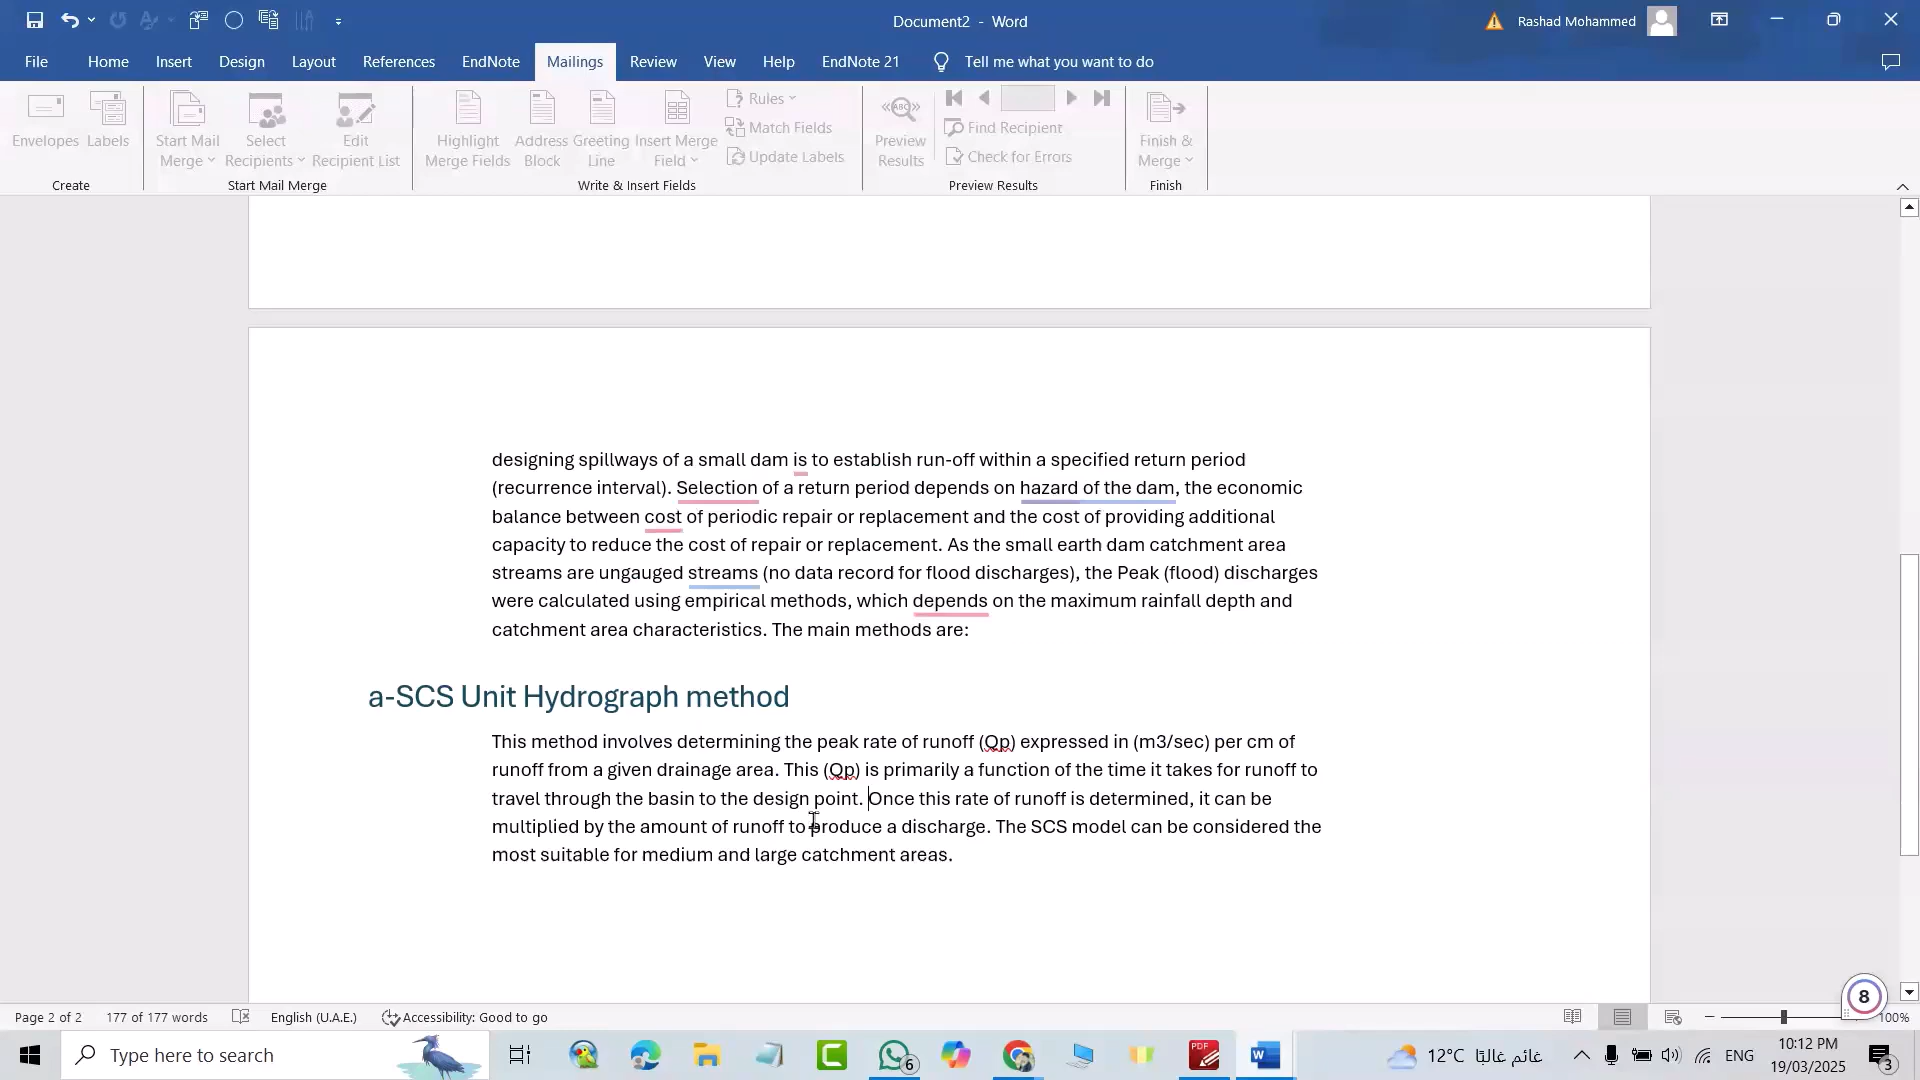 Document2 - Word
Rashad Mohammed
File Home Insert Design Layout References EndNote Mailings Review View Help EndNote 21 Tell me what you want to do
Envelopes
Labels
Create
Start Mail
Merge
Select
Recipients
Edit
Recipient List
Start Mail Merge
Highlight
Merge Fields
Address
Block
Greeting
Line
Insert Merge
Field
Rules
Match Fields
Update Labels
Write & Insert Fields
ABC
Preview
Results
Find Recipient
Check for Errors
Preview Results
Finish &
Merge
Finish
designing spillways of a small dam is to establish run-off within a specified return period
(recurrence interval). Selection of a return period depends on hazard of the dam, the economic
balance between cost of periodic repair or replacement and the cost of providing additional
capacity to reduce the cost of repair or replacement. As the small earth dam catchment area
streams are ungauged streams (no data record for flood discharges), the Peak (flood) discharges
were calculated using empirical methods, which depends on the maximum rainfall depth and
catchment area characteristics. The main methods are:
a-SCS Unit Hydrograph method
This method involves determining the peak rate of runoff (Qp) expressed in (m3/sec) per cm of
runoff from a given drainage area. This (Qp) is primarily a function of the time it takes for runoff to
travel through the basin to the design point. Once this rate of runoff is determined, it can be
multiplied by the amount of runoff to produce a discharge. The SCS model can be considered the
most suitable for medium and large catchment areas.
8
Page 2 of 2 177 of 177 words English (U.A.E.) Accessibility: Good to go 100%
Type here to search
6
PDF
12°C غائم غالبًا
ENG
10:12 PM
19/03/2025
3